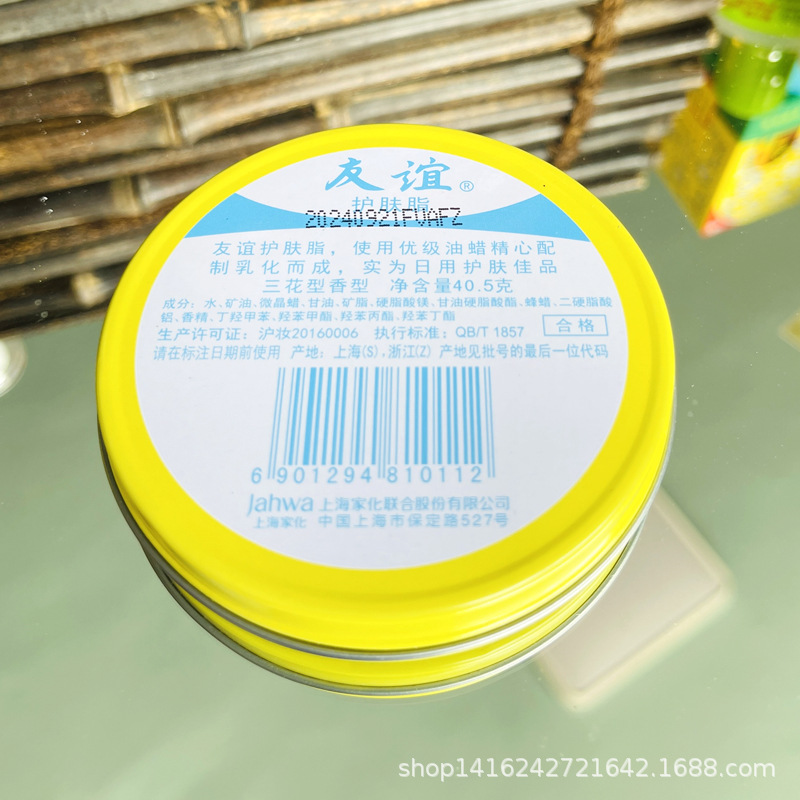 友谊®
护肤脂
20240921FVAFZ
友谊护肤脂，使用优级油蜡精心配
制乳化而成，实为日用护肤佳品
三花型香型 净含量40.5克
成分：水、矿油、微晶蜡、甘油、矿脂、硬脂酸镁、甘油硬脂酸酯、蜂蜡、二硬脂酸
铝、香精、丁羟甲苯、羟苯甲酯、羟苯丙酯、羟苯丁酯
生产许可证：沪妆20160006 执行标准：QB/T 1857 合格
请在标注日期前使用 产地：上海(S)，浙江(Z) 产地见批号的最后一位代码
6 901294 810112
Jahwa 上海家化联合股份有限公司
上海家化 中国上海市保定路527号
shop1416242721642.1688.com